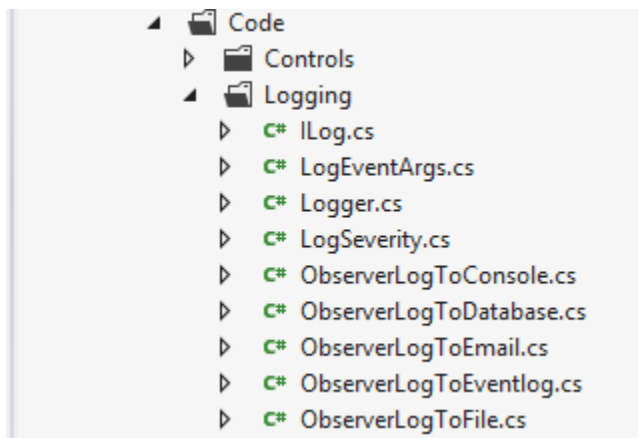 Code
Controls
Logging
C# ILog.cs
C# LogEventArgs.cs
C# Logger.cs
C# LogSeverity.cs
C# ObserverLogToConsole.cs
C# ObserverLogToDatabase.cs
C# ObserverLogToEmail.cs
C# ObserverLogToEventlog.cs
C# ObserverLogToFile.cs